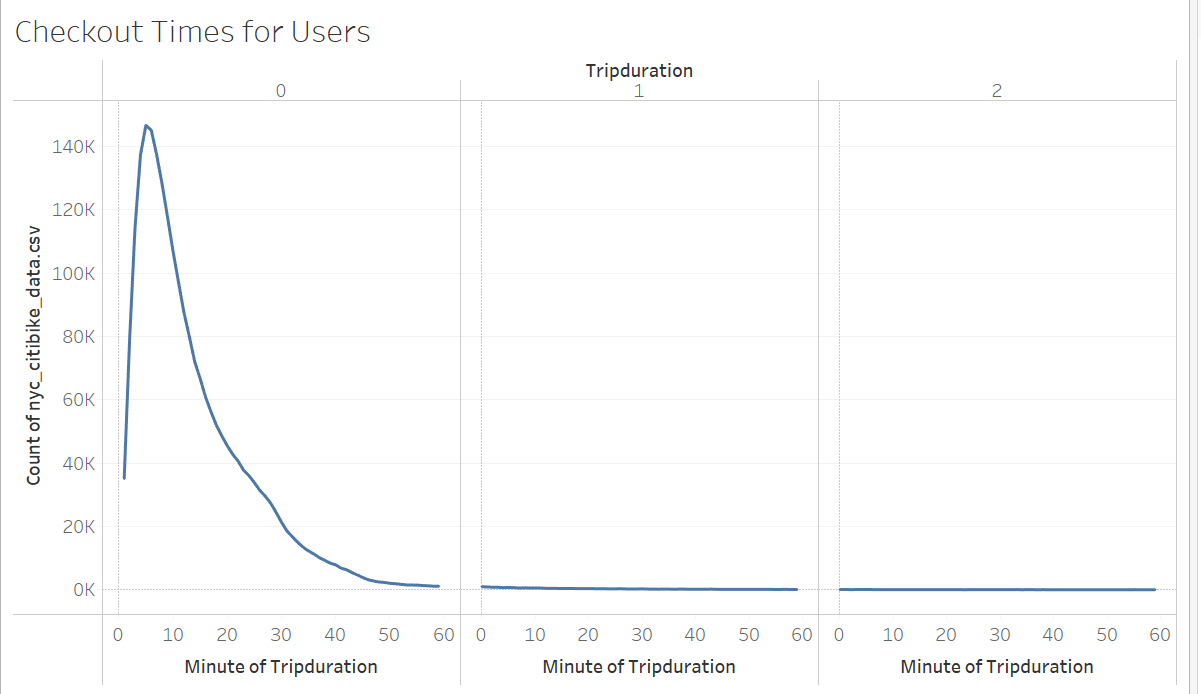 Checkout Times for Users
Tripduration
0 1 2
140K
120K
100K
80K
60K
40K
20K
0K
Count of nyc_citibike_data.csv
0 10 20 30 40 50 60 0 10 20 30 40 50 60 0 10 20 30 40 50 60
Minute of Tripduration Minute of Tripduration Minute of Tripduration